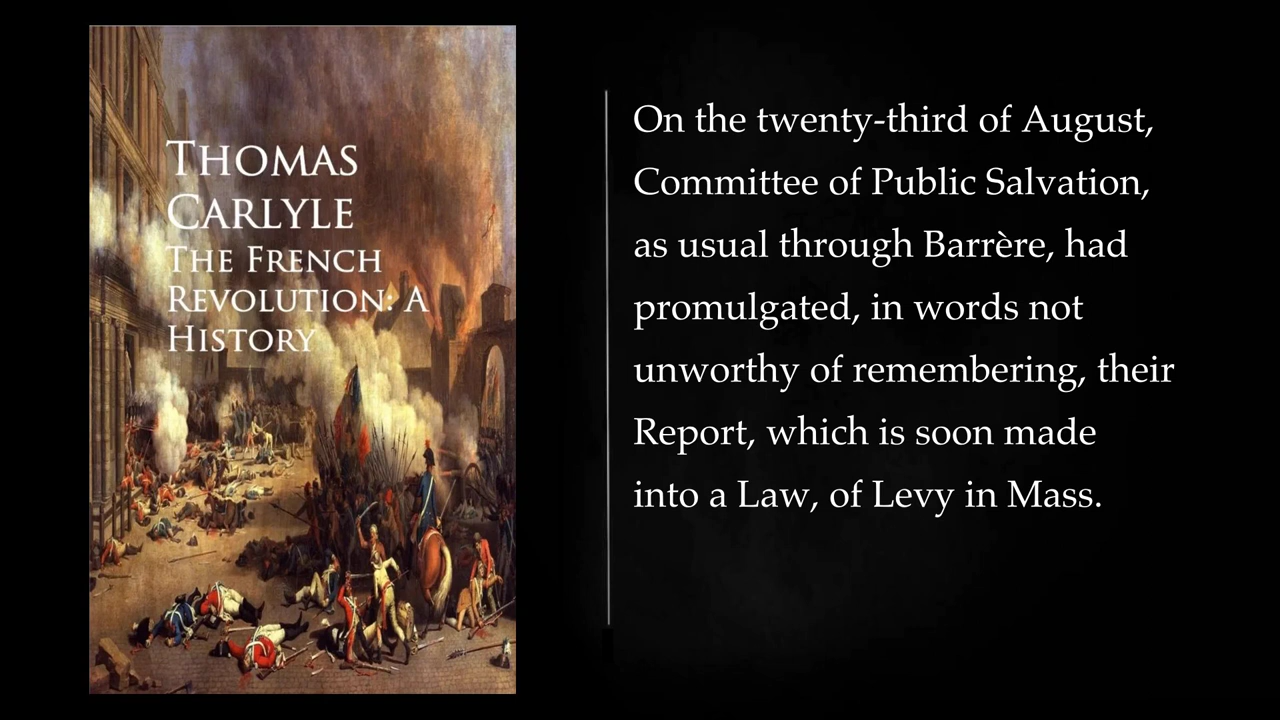 THOMAS
CARLYLE
THE FRENCH
REVOLUTION: A
HISTORY
On the twenty-third of August,
Committee of Public Salvation,
as usual through Barrère, had
promulgated, in words not
unworthy of remembering, their
Report, which is soon made
into a Law, of Levy in Mass.